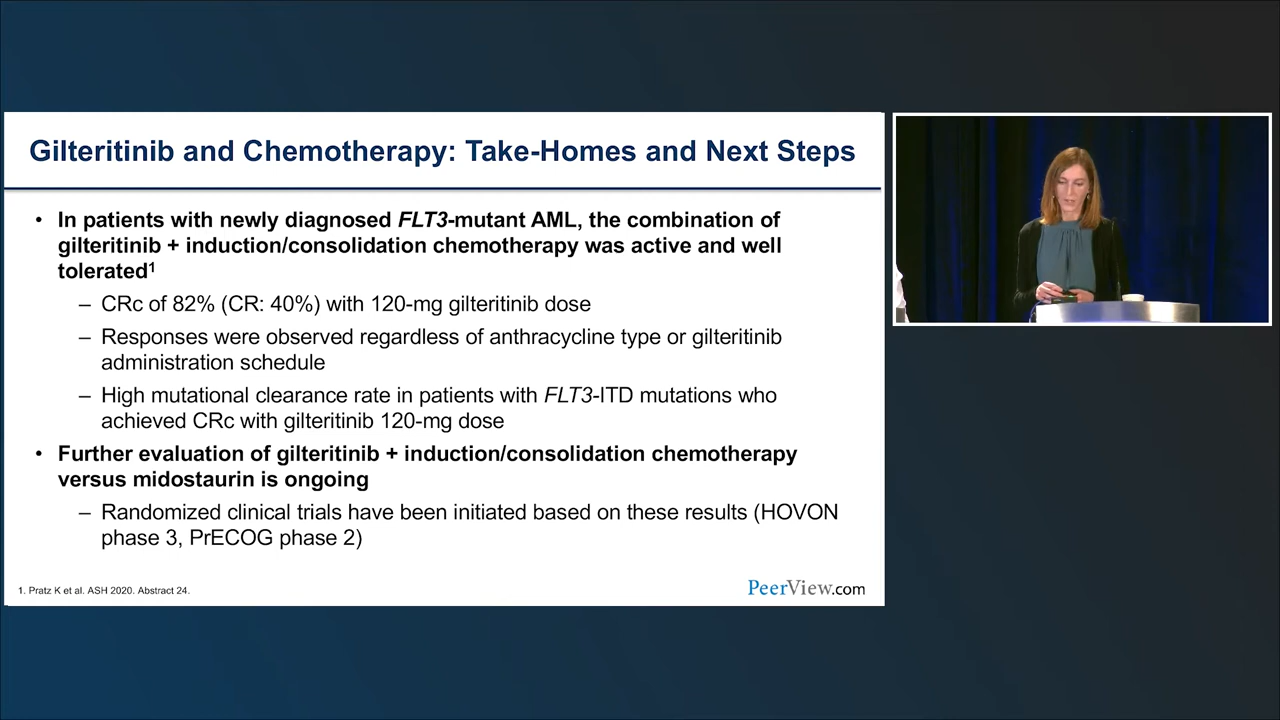 Gilteritinib and Chemotherapy: Take-Homes and Next Steps
• In patients with newly diagnosed FLT3-mutant AML, the combination of
gilteritinib + induction/consolidation chemotherapy was active and well
tolerated¹
– CRc of 82% (CR: 40%) with 120-mg gilteritinib dose
– Responses were observed regardless of anthracycline type or gilteritinib
administration schedule
– High mutational clearance rate in patients with FLT3-ITD mutations who
achieved CRc with gilteritinib 120-mg dose
• Further evaluation of gilteritinib + induction/consolidation chemotherapy
versus midostaurin is ongoing
– Randomized clinical trials have been initiated based on these results (HOVON
phase 3, PrECOG phase 2)
1. Pratz K et al. ASH 2020. Abstract 24.
PeerView.com